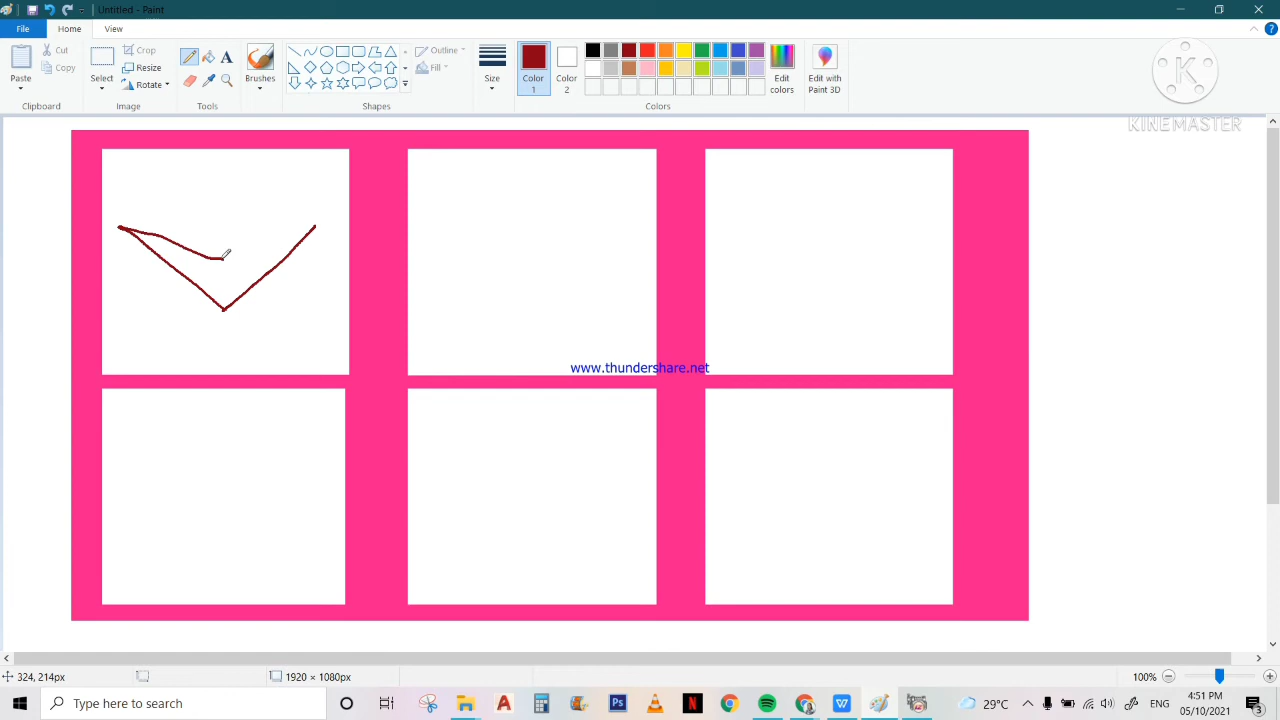 Untitled - Paint
File
Home
View
Paste
Cut
Copy
Clipboard
Select
Crop
Resize
Rotate
Image
Tools
Brushes
Shapes
Outline
Fill
Size
Color
1
Color
2
Edit
colors
Edit with
Paint 3D
Colors
K
KINEMASTER
www.thundershare.net
324, 214px
1920 × 1080px
100%
Type here to search
29°C
ENG
4:51 PM
05/10/2021
3